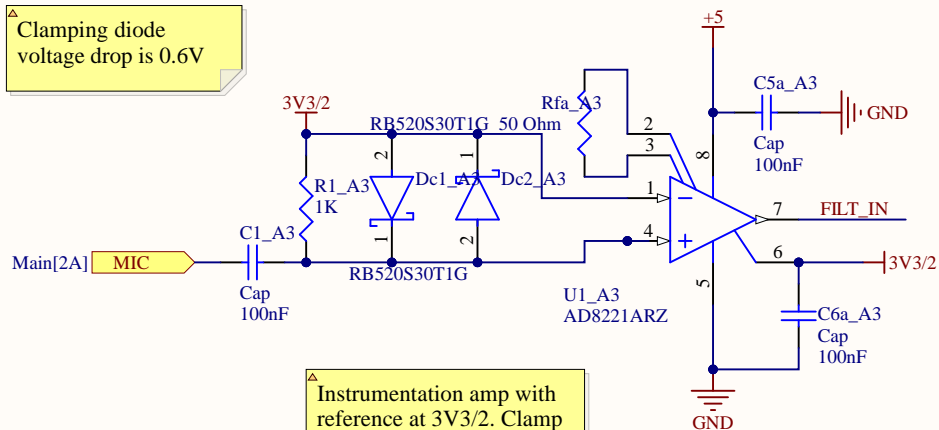 Clamping diode
voltage drop is 0.6V
+5
C5a_A3
GND
Cap
100nF
3V3/2
RB520S30T1G
50 Ohm
Rfa_A3
2
3
8
2
1
R1_A3
1K
Dc1_A3
Dc2_A3
1
7
FILT_IN
C1_A3
1
2
4
Main[2A]
MIC
RB520S30T1G
6
3V3/2
Cap
100nF
U1_A3
AD8221ARZ
5
C6a_A3
Cap
100nF
Instrumentation amp with
reference at 3V3/2. Clamp
GND